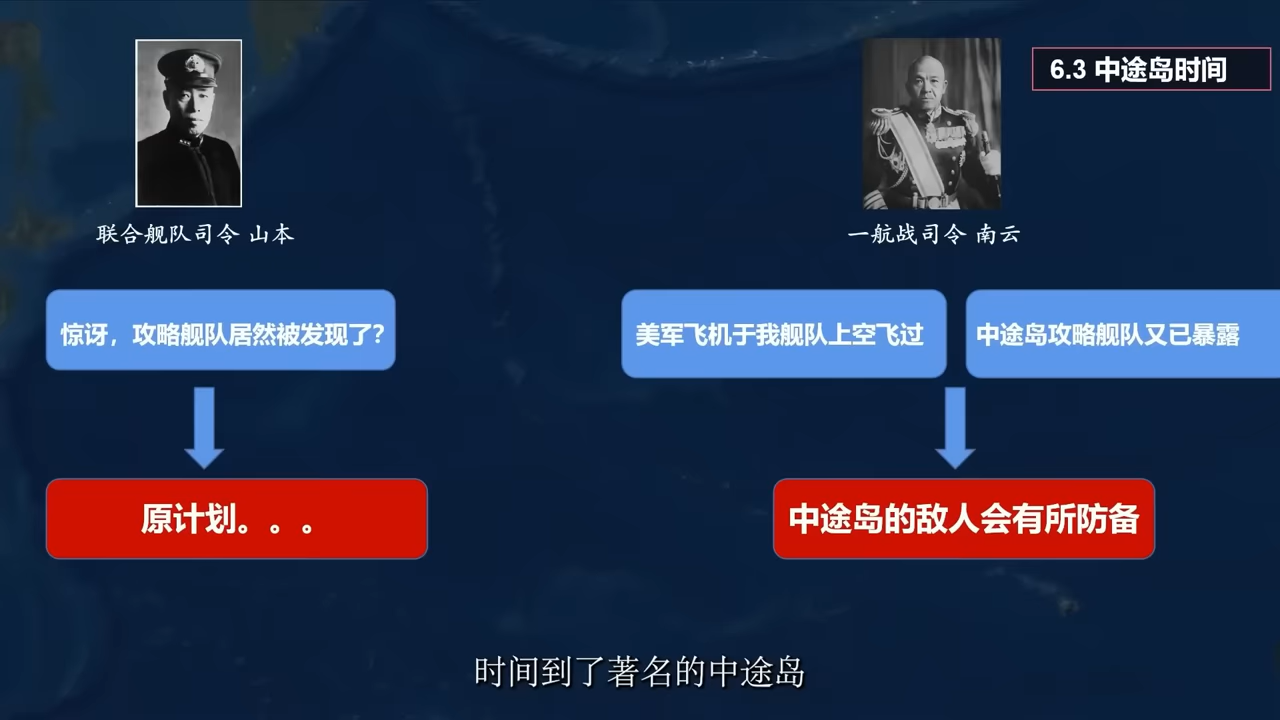 6.3 中途岛时间
联合舰队司令 山本
一航战司令 南云
惊讶，攻略舰队居然被发现了？
美军飞机于我舰队上空飞过
中途岛攻略舰队又已暴露
原计划。。。
中途岛的敌人会有所防备
时间到了著名的中途岛